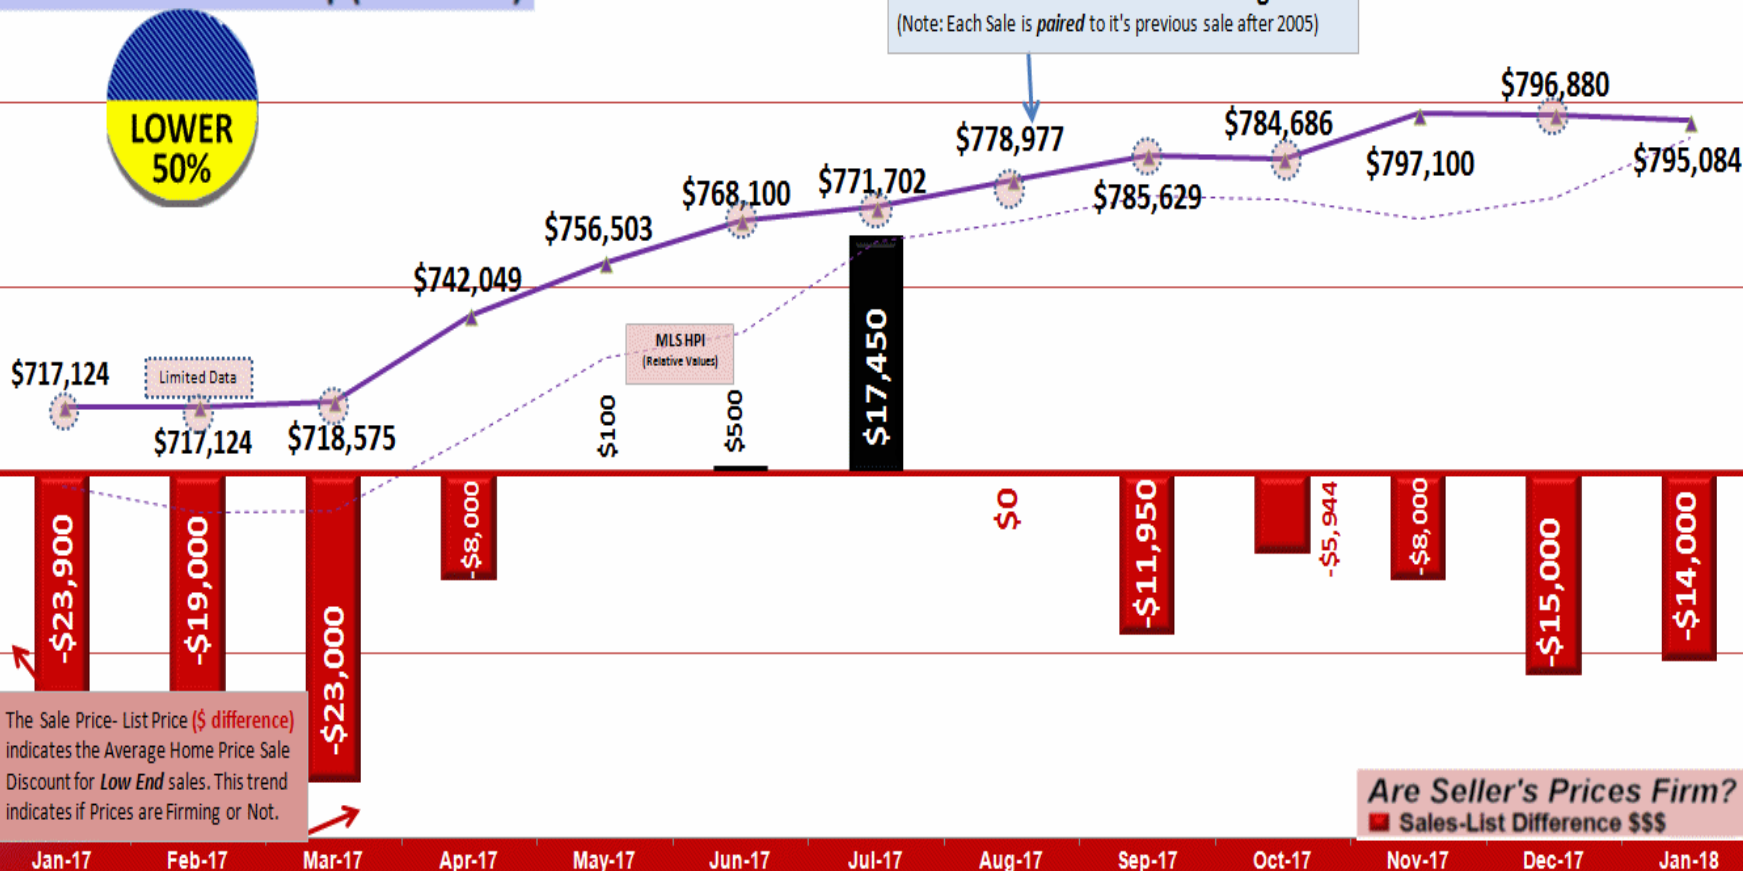 (Note: Each Sale is paired to it's previous sale after 2005)
LOWER
50%
$717,124
$717,124
$718,575
$742,049
$756,503
$768,100
$771,702
$778,977
$785,629
$784,686
$797,100
$796,880
$795,084
Limited Data
MLS HPI
(Relative Values)
-$23,900
-$19,000
-$23,000
-$8,000
$100
$500
$17,450
$0
-$11,950
-$5,944
-$8,000
-$15,000
-$14,000
The Sale Price- List Price ($ difference)
indicates the Average Home Price Sale
Discount for Low End sales. This trend
indicates if Prices are Firming or Not.
Are Seller's Prices Firm?
Sales-List Difference $$$
Jan-17 Feb-17 Mar-17 Apr-17 May-17 Jun-17 Jul-17 Aug-17 Sep-17 Oct-17 Nov-17 Dec-17 Jan-18